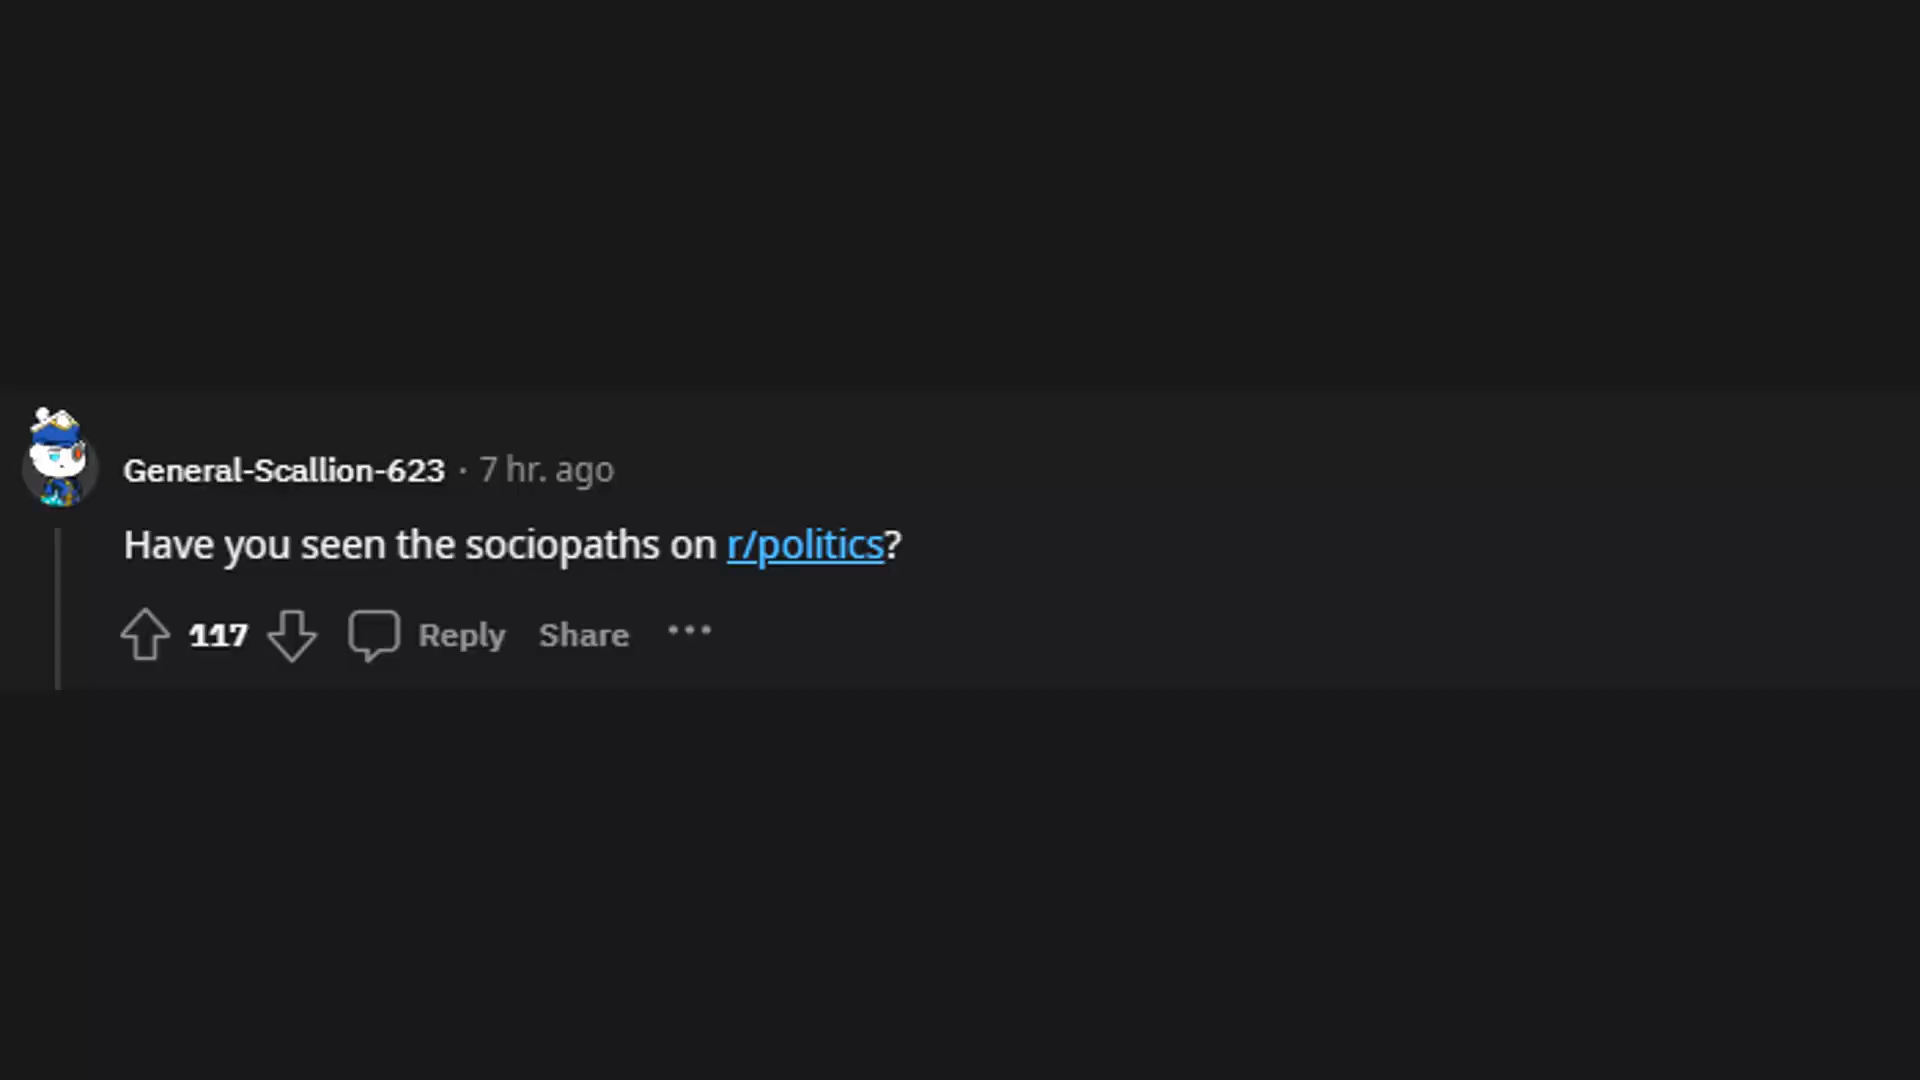 General-Scallion-623 · 7 hr. ago
Have you seen the sociopaths on r/politics?
117 Reply Share ···